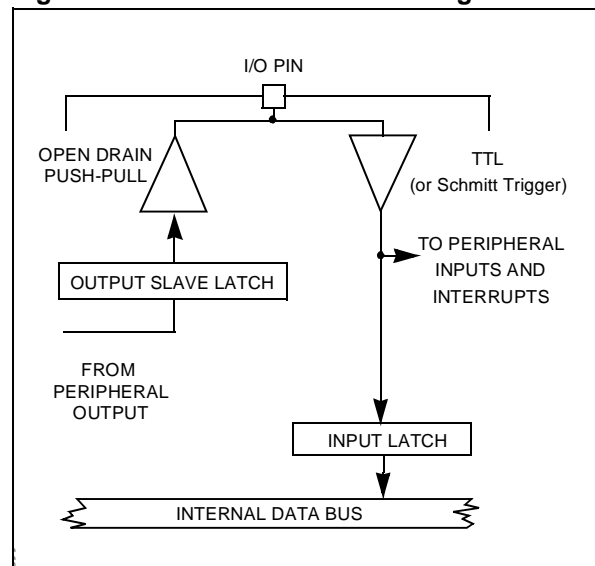 I/O PIN
OPEN DRAIN
PUSH-PULL
TTL
(or Schmitt Trigger)
TO PERIPHERAL
INPUTS AND
INTERRUPTS
OUTPUT SLAVE LATCH
FROM
PERIPHERAL
OUTPUT
INPUT LATCH
INTERNAL DATA BUS